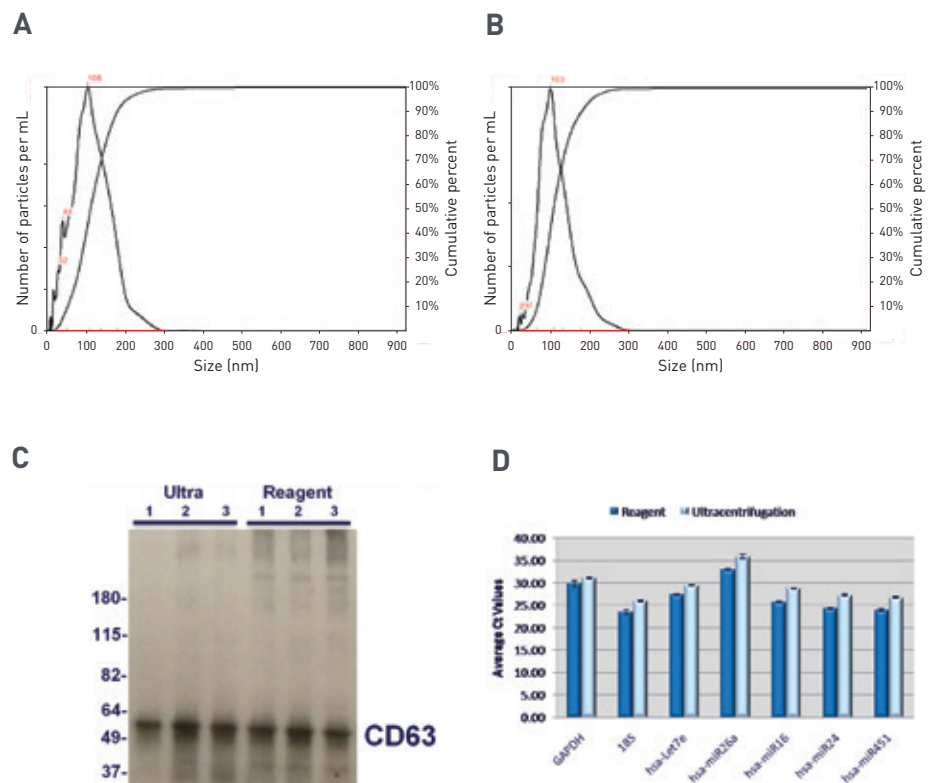 A
B
108
64
52
Number of particles per mL
0
100%
90%
80%
70%
60%
50%
40%
30%
20%
10%
Cumulative percent
0 100 200 300 400 500 600 700 800 900
Size (nm)
103
Number of particles per mL
0
100%
90%
80%
70%
60%
50%
40%
30%
20%
10%
Cumulative percent
0 100 200 300 400 500 600 700 800 900
Size (nm)
C
Ultra Reagent
1 2 3 1 2 3
180-
115-
82-
64-
49-
37-
CD63
D
Reagent Ultracentrifugation
40.00
35.00
30.00
25.00
20.00
15.00
10.00
5.00
0.00
Average Ct Values
GAPDH
18S
hsa-Let7e
hsa-miR26a
hsa-miR16
hsa-miR24
hsa-miR451